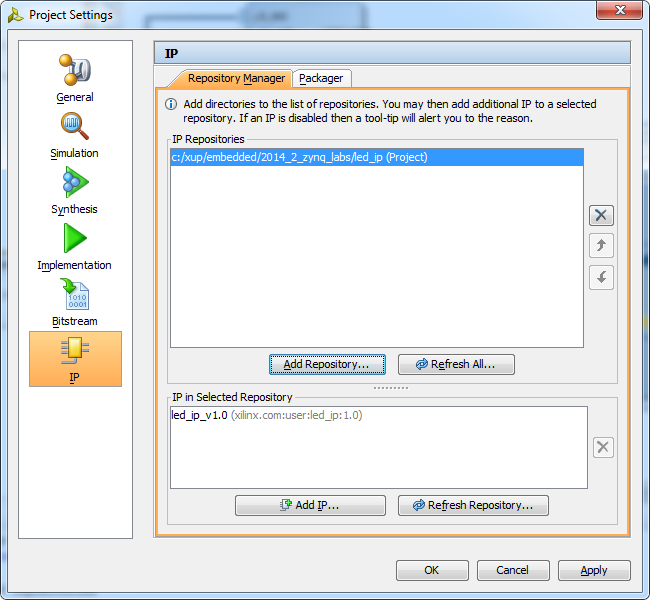 Project Settings
General
Simulation
Synthesis
Implementation
Bitstream
IP
IP
Repository Manager
Packager
Add directories to the list of repositories. You may then add additional IP to a selected
repository. If an IP is disabled then a tool-tip will alert you to the reason.
IP Repositories
c:/xup/embedded/2014_2_zynq_labs/led_ip (Project)
Add Repository...
Refresh All...
IP in Selected Repository
led_ip_v1.0 (xilinx.com:user:led_ip:1.0)
Add IP...
Refresh Repository...
OK
Cancel
Apply